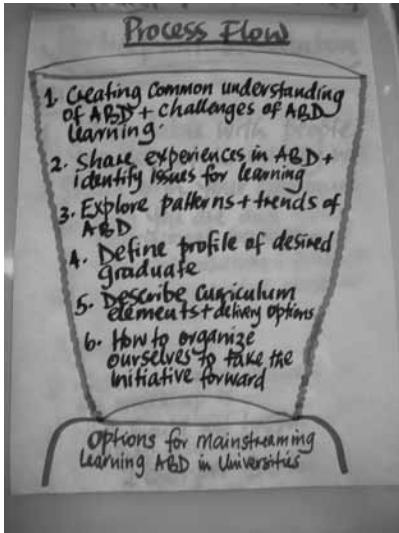 Process Flow
1. Creating Common understanding
of ABD + challenges of ABD
learning.
2. Share experiences in ABD +
identify issues for learning
3. Explore patterns + trends of
ABD
4. Define profile of desired
graduate
5. Describe Curriculum
elements + delivery options
6. How to organize
ourselves to take the
initiative forward
options for mainstreaming
Learning ABD in Universities